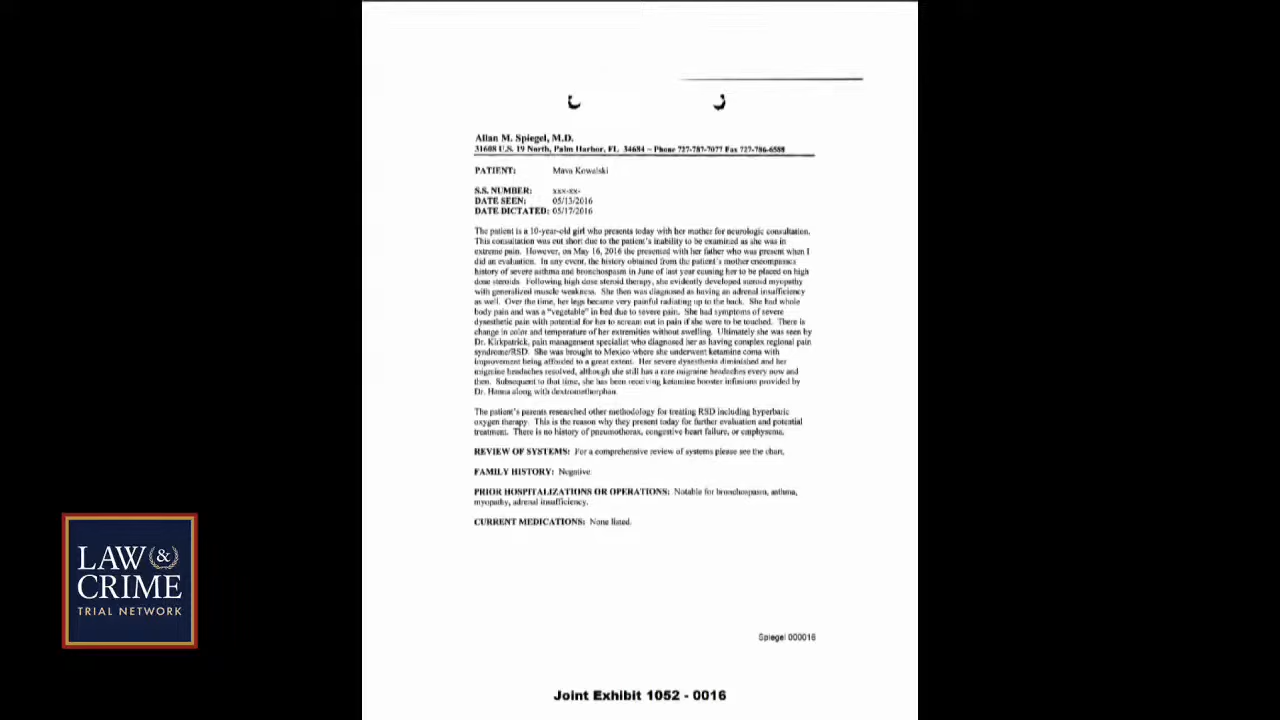 Allan M. Spiegel, M.D.
31608 U.S. 19 North, Palm Harbor, FL 34684 – Phone 727-787-7077 Fax 727-786-6588
PATIENT: Maya Kowalski
S.S. NUMBER: xxx-xx-
DATE SEEN: 05/13/2016
DATE DICTATED: 05/17/2016
The patient is a 10-year-old girl who presents today with her mother for neurologic consultation.
This consultation was cut short due to the patient's inability to be examined as she was in
extreme pain. However, on May 16, 2016 the presented with her father who was present when I
did an evaluation. In any event, the history obtained from the patient's mother encompasses
history of severe asthma and bronchospasm in June of last year causing her to be placed on high
dose steroids. Following high dose steroid therapy, she evidently developed steroid myopathy
with generalized muscle weakness. She then was diagnosed as having an adrenal insufficiency
as well. Over the time, her legs became very painful radiating up to the back. She had whole
body pain and was a "vegetable" in bed due to severe pain. She had symptoms of severe
dysesthetic pain with potential for her to scream out in pain if she were to be touched. There is
change in color and temperature of her extremities without swelling. Ultimately she was seen by
Dr. Kirkpatrick, pain management specialist who diagnosed her as having complex regional pain
syndrome/RSD. She was brought to Mexico where she underwent ketamine coma with
improvement being afforded to a great extent. Her severe dysesthesia diminished and her
migraine headaches resolved, although she still has a rare migraine headaches every now and
then. Subsequent to that time, she has been receiving ketamine booster infusions provided by
Dr. Hanna along with dextromethorphan.
The patient's parents researched other methodology for treating RSD including hyperbaric
oxygen therapy. This is the reason why they present today for further evaluation and potential
treatment. There is no history of pneumothorax, congestive heart failure, or emphysema.
REVIEW OF SYSTEMS: For a comprehensive review of systems please see the chart.
FAMILY HISTORY: Negative
PRIOR HOSPITALIZATIONS OR OPERATIONS: Notable for bronchospasm, asthma,
myopathy, adrenal insufficiency.
CURRENT MEDICATIONS: None listed.
LAW &
CRIME
TRIAL NETWORK
Spiegel 000016
Joint Exhibit 1052 - 0016